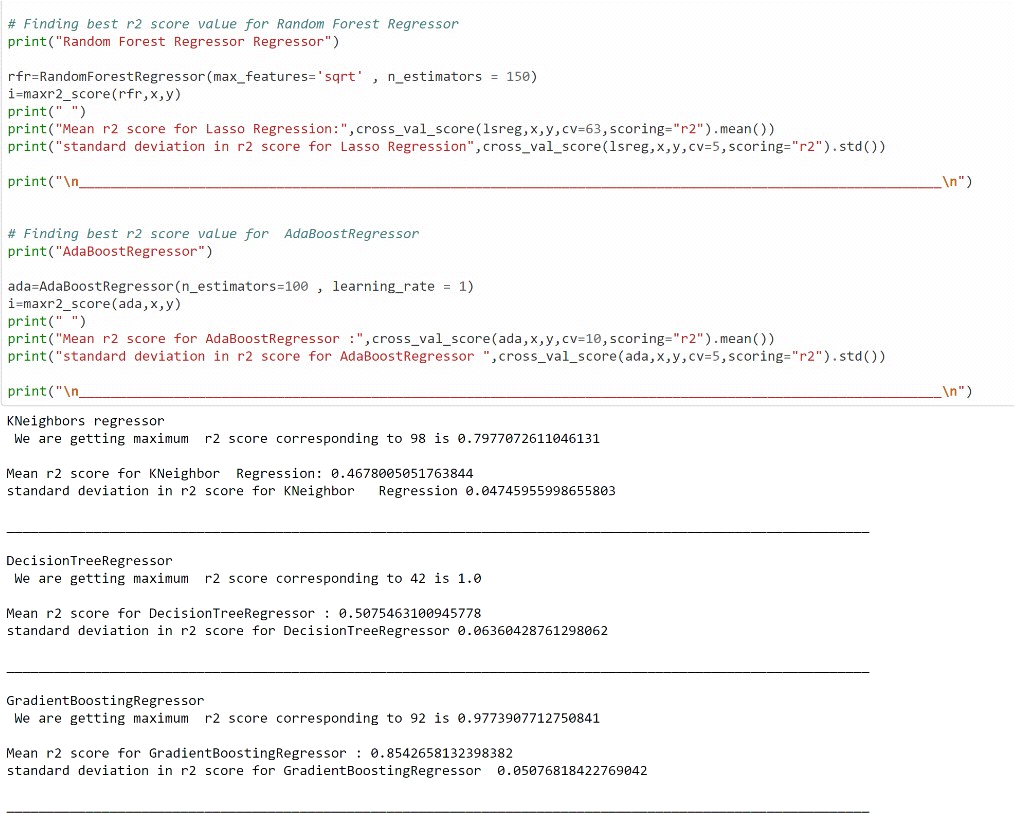 # Finding best r2 score value for Random Forest Regressor
print("Random Forest Regressor Regressor")
rfr=RandomForestRegressor(max_features='sqrt' , n_estimators = 150)
i=maxr2_score(rfr,x,y)
print(" ")
print("Mean r2 score for Lasso Regression:",cross_val_score(lsreg,x,y,cv=63,scoring="r2").mean())
print("standard deviation in r2 score for Lasso Regression",cross_val_score(lsreg,x,y,cv=5,scoring="r2").std())
print("\n_____________________________________________________________________________________________________________\n")
# Finding best r2 score value for  AdaBoostRegressor
print("AdaBoostRegressor")
ada=AdaBoostRegressor(n_estimators=100 , learning_rate = 1)
i=maxr2_score(ada,x,y)
print(" ")
print("Mean r2 score for AdaBoostRegressor :",cross_val_score(ada,x,y,cv=10,scoring="r2").mean())
print("standard deviation in r2 score for AdaBoostRegressor ",cross_val_score(ada,x,y,cv=5,scoring="r2").std())
print("\n_____________________________________________________________________________________________________________\n")
KNeighbors regressor
We are getting maximum  r2 score corresponding to 98 is 0.7977072611046131
Mean r2 score for KNeighbor  Regression: 0.4678005051763844
standard deviation in r2 score for KNeighbor   Regression 0.04745955998655803
_____________________________________________________________________________________________________________
DecisionTreeRegressor
We are getting maximum  r2 score corresponding to 42 is 1.0
Mean r2 score for DecisionTreeRegressor : 0.5075463100945778
standard deviation in r2 score for DecisionTreeRegressor 0.06360428761298062
_____________________________________________________________________________________________________________
GradientBoostingRegressor
We are getting maximum  r2 score corresponding to 92 is 0.9773907712750841
Mean r2 score for GradientBoostingRegressor : 0.8542658132398382
standard deviation in r2 score for GradientBoostingRegressor  0.05076818422769042
_____________________________________________________________________________________________________________